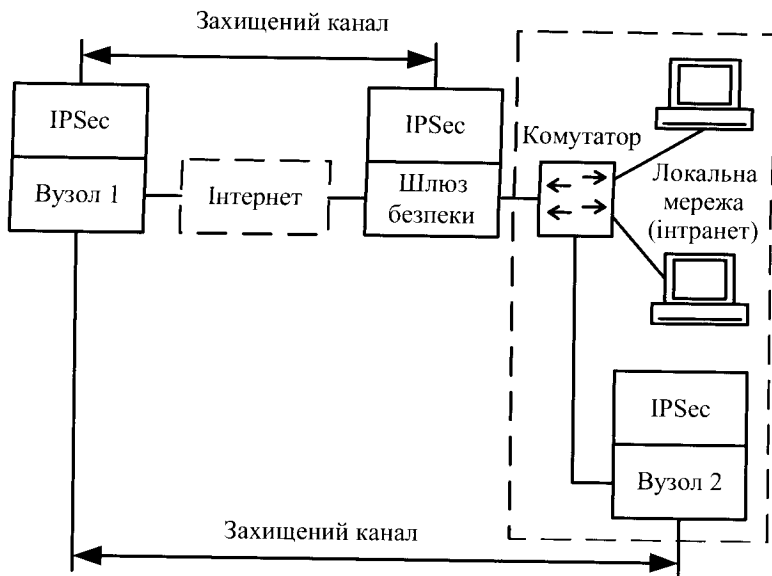 Захищений канал
IPSec
Вузол 1
Інтернет
IPSec
Шлюз
безпеки
Комутатор
Локальна
мережа
(інтранет)
IPSec
Вузол 2
Захищений канал